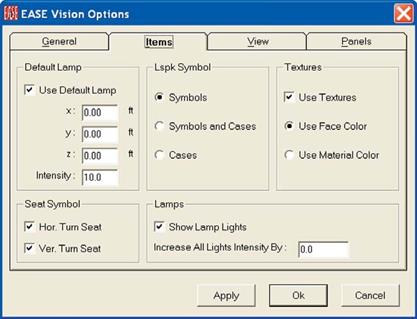 EASE EASE Vision Options
General Items View Panels
Default Lamp
Use Default Lamp
x: 0.00 ft
y: 0.00 ft
z: 0.00 ft
Intensity: 10.0
Lspk Symbol
Symbols
Symbols and Cases
Cases
Textures
Use Textures
Use Face Color
Use Material Color
Seat Symbol
Hor. Turn Seat
Ver. Turn Seat
Lamps
Show Lamp Lights
Increase All Lights Intensity By: 0.0
Apply Ok Cancel